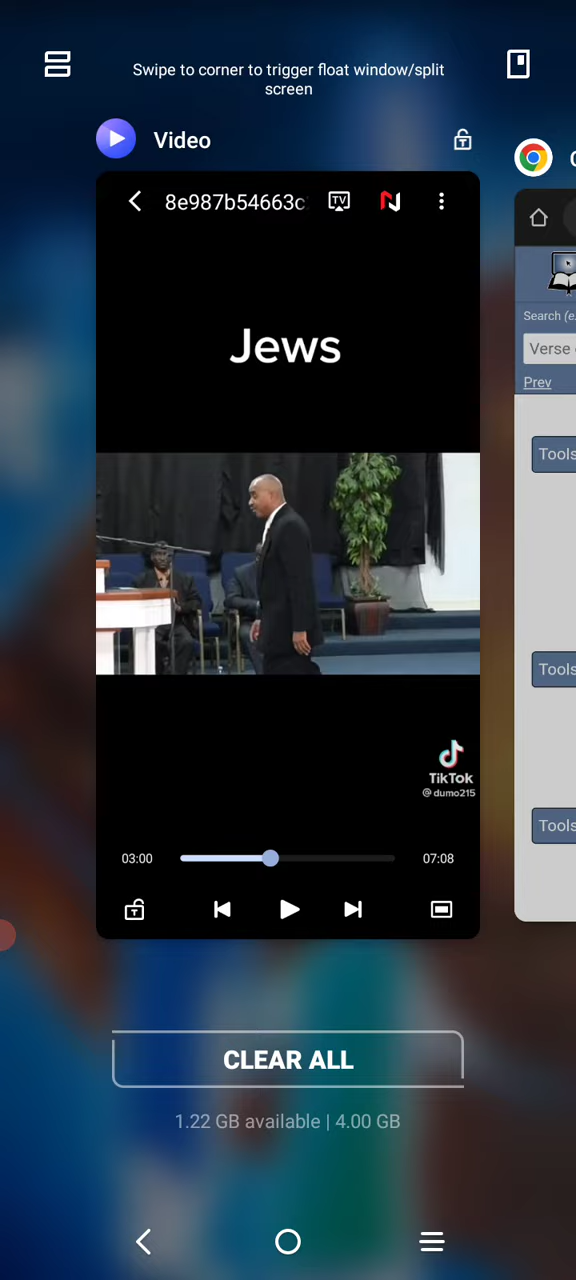 Swipe to corner to trigger float window/split
screen
Video
8e987b54663c
TV
Jews
Search (e.
Verse
Prev
Tools
Tools
Tools
TikTok
@dumo215
03:00
07:08
CLEAR ALL
1.22 GB available | 4.00 GB